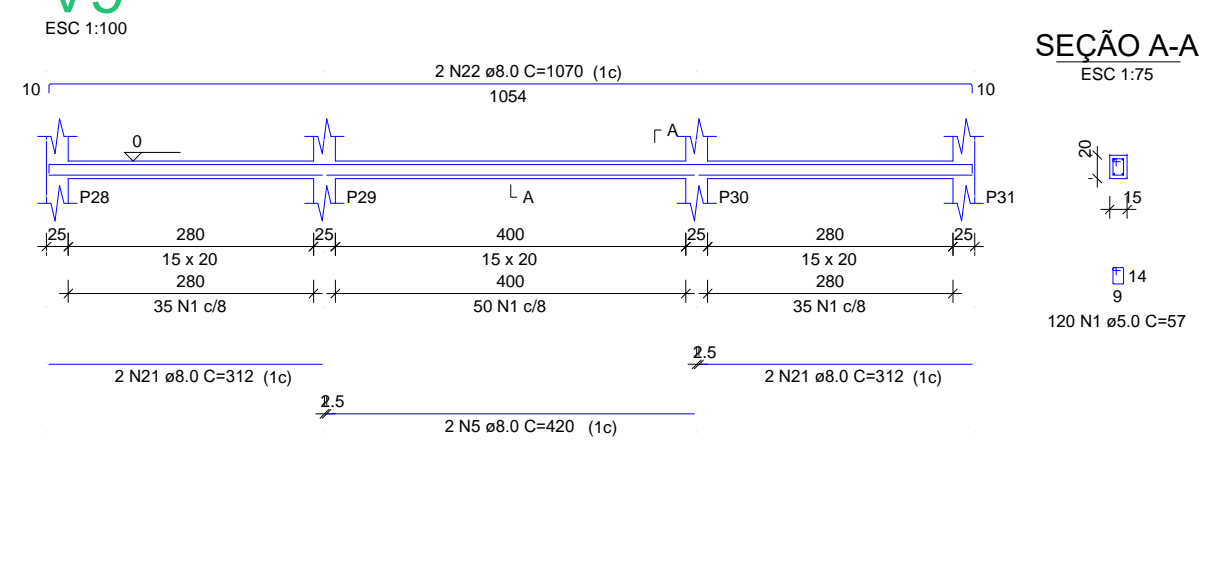 ESC 1:100
SEÇÃO A-A
ESC 1:75
2 N22 ø8.0 C=1070 (1c)
10 1054 10
0
A
P28 P29 A P30 P31
20
15
25 280 25 400 25 280 25
15 x 20 15 x 20 15 x 20
280 400 280
35 N1 c/8 50 N1 c/8 35 N1 c/8
14
9
120 N1 ø5.0 C=57
2 N21 ø8.0 C=312 (1c)
2.5
2 N21 ø8.0 C=312 (1c)
2.5
2 N5 ø8.0 C=420 (1c)